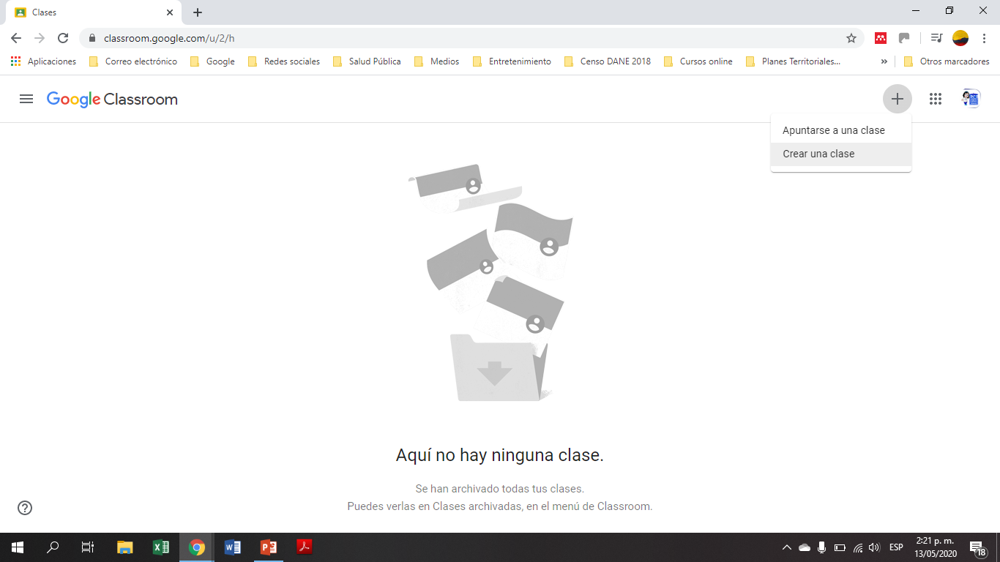 Clases
classroom.google.com/u/2/h
Aplicaciones Correo electrónico Google Redes sociales Salud Pública Medios Entretenimiento Censo DANE 2018 Cursos online Planes Territoriales... » Otros marcadores
Google Classroom
Apuntarse a una clase
Crear una clase
Aquí no hay ninguna clase.
Se han archivado todas tus clases.
Puedes verlas en Clases archivadas, en el menú de Classroom.
ESP
2:21 p. m.
13/05/2020
18